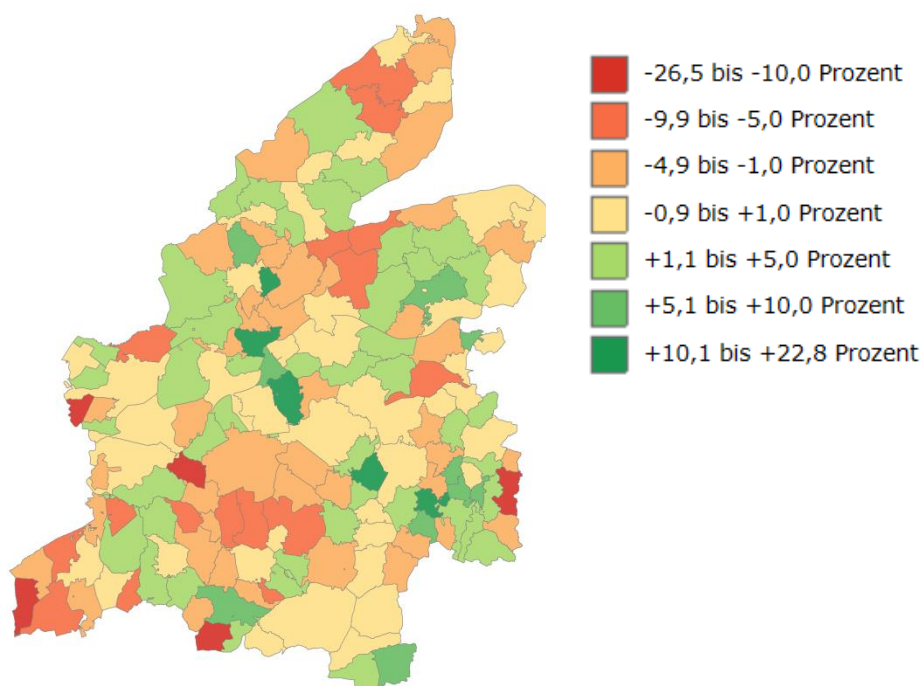 -26,5 bis -10,0 Prozent
-9,9 bis -5,0 Prozent
-4,9 bis -1,0 Prozent
-0,9 bis +1,0 Prozent
+1,1 bis +5,0 Prozent
+5,1 bis +10,0 Prozent
+10,1 bis +22,8 Prozent